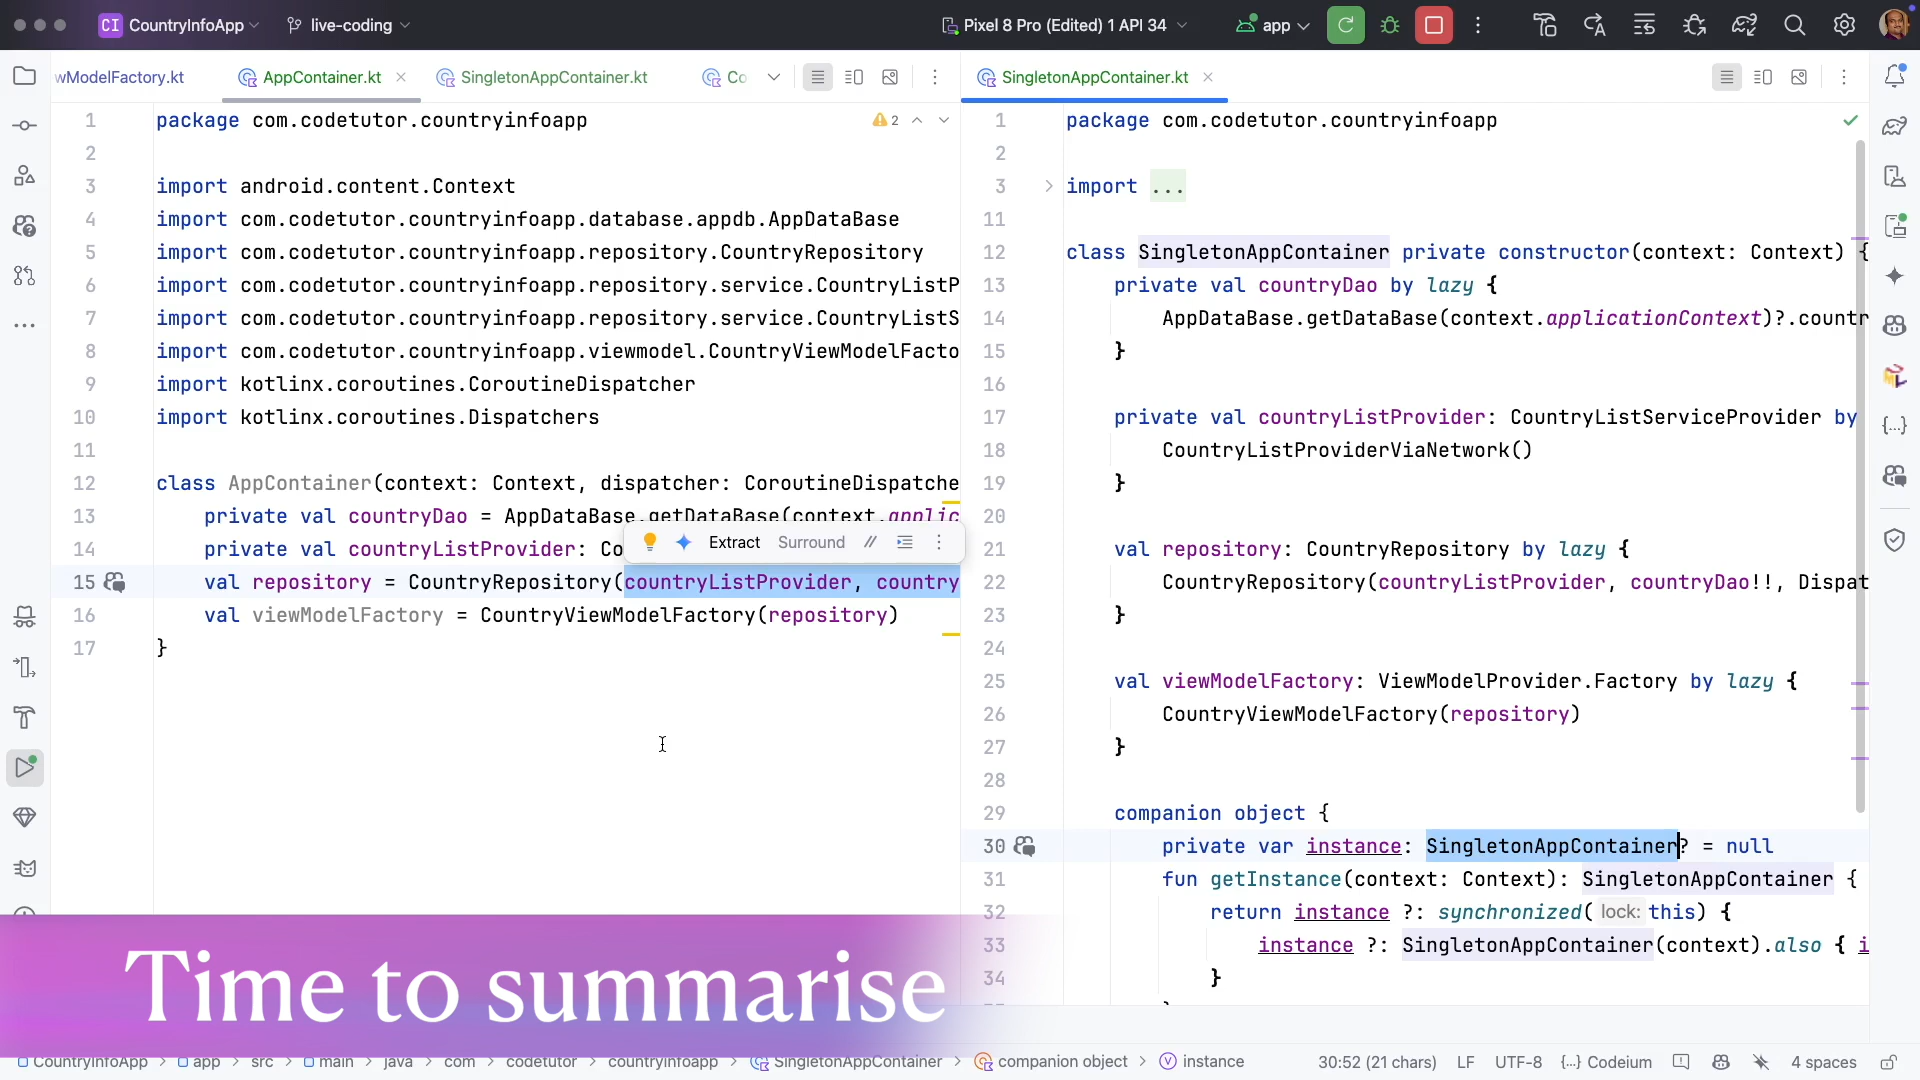 CI CountryInfoApp live-coding Pixel 8 Pro (Edited) 1 API 34 app
wModelFactory.kt AppContainer.kt SingletonAppContainer.kt Co
1 package com.codetutor.countryinfoapp 2
2
3 import android.content.Context
4 import com.codetutor.countryinfoapp.database.appdb.AppDataBase
5 import com.codetutor.countryinfoapp.repository.CountryRepository
6 import com.codetutor.countryinfoapp.repository.service.CountryListP
7 import com.codetutor.countryinfoapp.repository.service.CountryListS
8 import com.codetutor.countryinfoapp.viewmodel.CountryViewModelFacto
9 import kotlinx.coroutines.CoroutineDispatcher
10 import kotlinx.coroutines.Dispatchers
11
12 class AppContainer(context: Context, dispatcher: CoroutineDispatche
13 private val countryDao = AppDataBase.getDataBase(context.applic
Extract Surround //
14 private val countryListProvider: Co
15 val repository = CountryRepository(countryListProvider, country
16 val viewModelFactory = CountryViewModelFactory(repository)
17 }
SingletonAppContainer.kt
1 package com.codetutor.countryinfoapp
2
3 import ...
11
12 class SingletonAppContainer private constructor(context: Context) {
13 private val countryDao by lazy {
14 AppDataBase.getDataBase(context.applicationContext)?.countr
15 }
16
17 private val countryListProvider: CountryListServiceProvider by
18 CountryListProviderViaNetwork()
19 }
20
21 val repository: CountryRepository by lazy {
22 CountryRepository(countryListProvider, countryDao!!, Dispat
23 }
24
25 val viewModelFactory: ViewModelProvider.Factory by lazy {
26 CountryViewModelFactory(repository)
27 }
28
29 companion object {
30 private var instance: SingletonAppContainer? = null
31 fun getInstance(context: Context): SingletonAppContainer {
32 return instance ?: synchronized( lock: this) {
33 instance ?: SingletonAppContainer(context).also { i
34 }
Time to summarise
CountryInfoApp > app > src > main > java > com > codetutor > countryinfoapp > SingletonAppContainer > companion object > instance 30:52 (21 chars) LF UTF-8 {...} Codeium 4 spaces